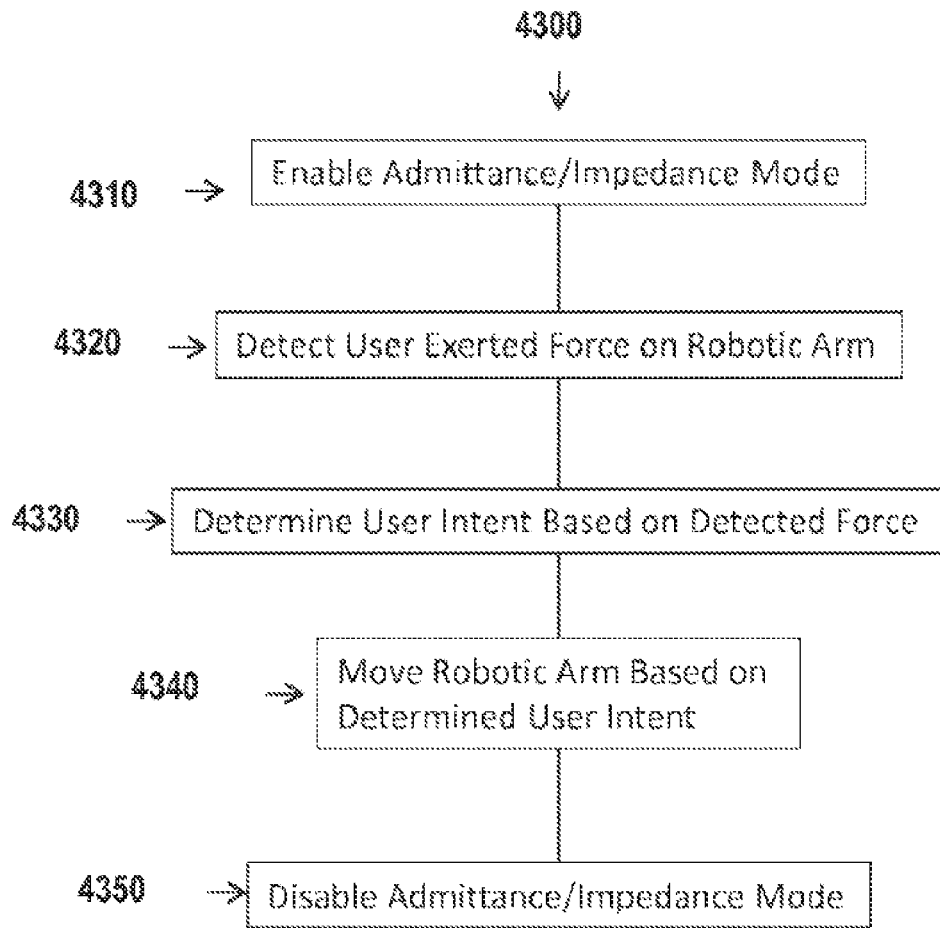 4300
4310
Enable Admittance/Impedance Mode
4320
Detect User Exerted Force on Robotic Arm
4330
Determine User Intent Based on Detected Force
4340
Move Robotic Arm Based on
Determined User Intent
4350
Disable Admittance/Impedance Mode